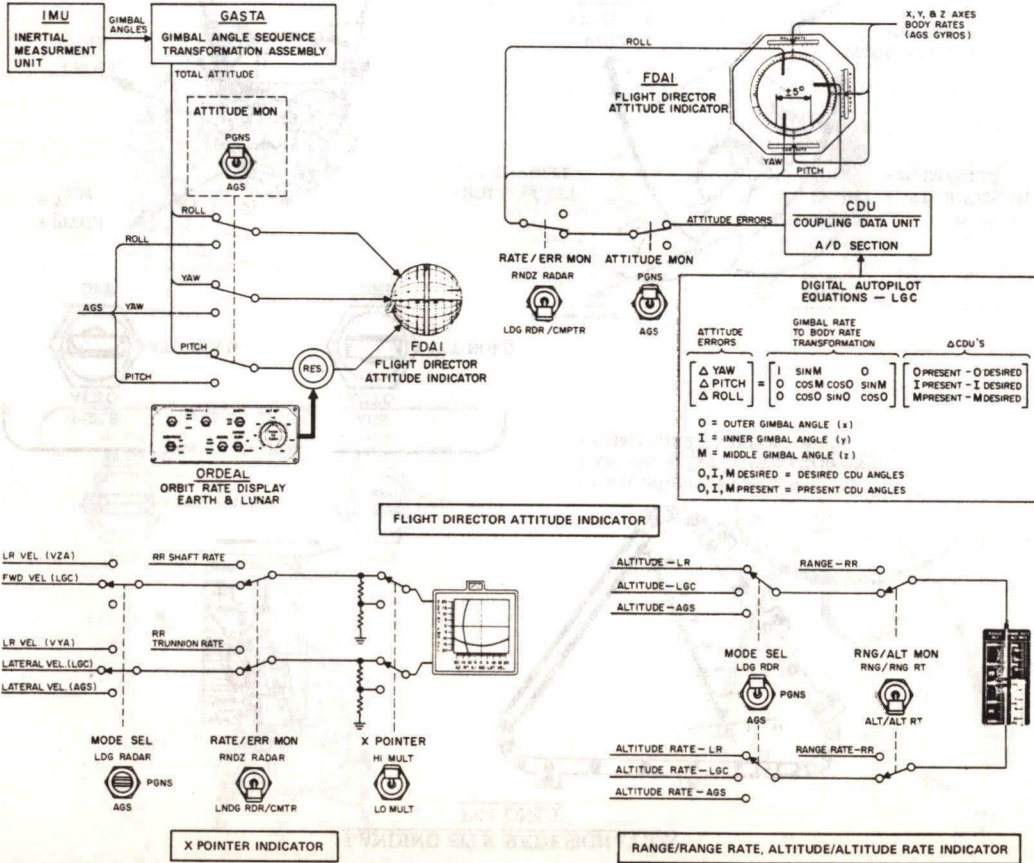 IMU
INERTIAL
MEASURMENT
UNIT
GIMBAL
ANGLES
GASTA
GIMBAL ANGLE SEQUENCE
TRANSFORMATION ASSEMBLY
TOTAL ATTITUDE
ATTITUDE MON
PGNS
AGS
ROLL
ROLL
YAW
AGS
YAW
PITCH
PITCH
RES.
FDAI
FLIGHT DIRECTOR
ATTITUDE INDICATOR
ORDEAL
ORBIT RATE DISPLAY
EARTH & LUNAR
X, Y, & Z AXES
BODY RATES
(AGS GYROS)
ROLL
FDAI
FLIGHT DIRECTOR
ATTITUDE INDICATOR
±5°
YAW
PITCH
ATTITUDE ERRORS
CDU
COUPLING DATA UNIT
A/D SECTION
RATE/ERR MON
RNDZ RADAR
LDG RDR/CMPTR
ATTITUDE MON
PGNS
AGS
DIGITAL AUTOPILOT
EQUATIONS — LGC
ATTITUDE
ERRORS
GIMBAL RATE
TO BODY RATE
TRANSFORMATION
ΔCDU'S
Δ YAW = I SINM O OPRESENT - O DESIRED
Δ PITCH O COSM COSO SINM IPRESENT - I DESIRED
Δ ROLL O COSO SINO COSO MPRESENT - M DESIRED
O = OUTER GIMBAL ANGLE (x)
I = INNER GIMBAL ANGLE (y)
M = MIDDLE GIMBAL ANGLE (z)
O,I,M DESIRED = DESIRED CDU ANGLES
O,I,M PRESENT = PRESENT CDU ANGLES
FLIGHT DIRECTOR ATTITUDE INDICATOR
LR VEL (VZA)
FWD VEL (LGC)
RR SHAFT RATE
LR VEL. (VYA)
LATERAL VEL.(LGC)
LATERAL VEL.(AGS)
RR
TRUNNION RATE
MODE SEL
LDG RADAR
PGNS
AGS
RATE/ERR MON
RNDZ RADAR
LNDG RDR/CMTR
X POINTER
HI MULT
LO MULT
X POINTER INDICATOR
ALTITUDE—LR
ALTITUDE—LGC
ALTITUDE—AGS
RANGE—RR
MODE SEL
LDG RDR
PGNS
AGS
RNG/ALT MON
RNG/RNG RT
ALT/ALT RT
ALTITUDE RATE—LR
ALTITUDE RATE—LGC
ALTITUDE RATE—AGS
RANGE RATE—RR
RANGE/RANGE RATE, ALTITUDE/ALTITUDE RATE INDICATOR